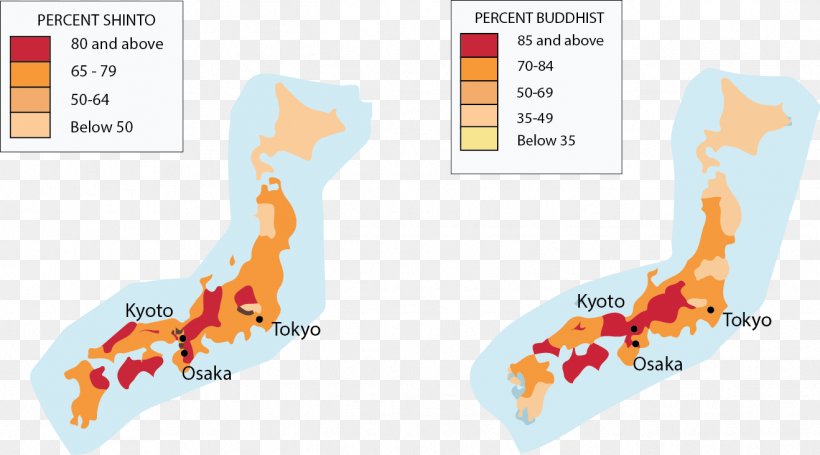 PERCENT SHINTO
80 and above
65 - 79
50-64
Below 50
Kyoto
Tokyo
Osaka
PERCENT BUDDHIST
85 and above
70-84
50-69
35-49
Below 35
Kyoto
Tokyo
Osaka